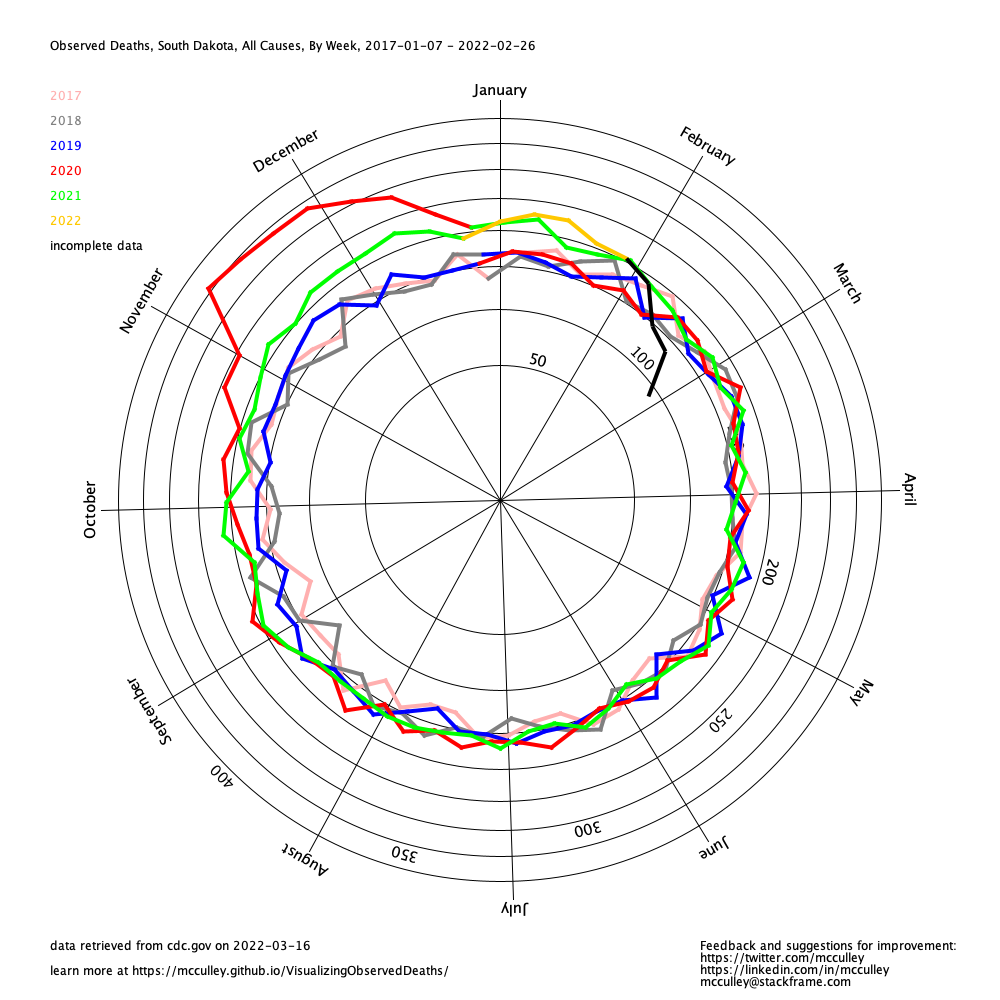 Observed Deaths, South Dakota, All Causes, By Week, 2017-01-07 - 2022-02-26
January
2017
2018
2019
2020
2021
2022
incomplete data
December
February
November
March
50
100
October
April
200
September
May
250
400
300
350
August
June
July
data retrieved from cdc.gov on 2022-03-16
learn more at https://mcculley.github.io/VisualizingObservedDeaths/
Feedback and suggestions for improvement:
https://twitter.com/mcculley
https://linkedin.com/in/mcculley
mcculley@stackframe.com